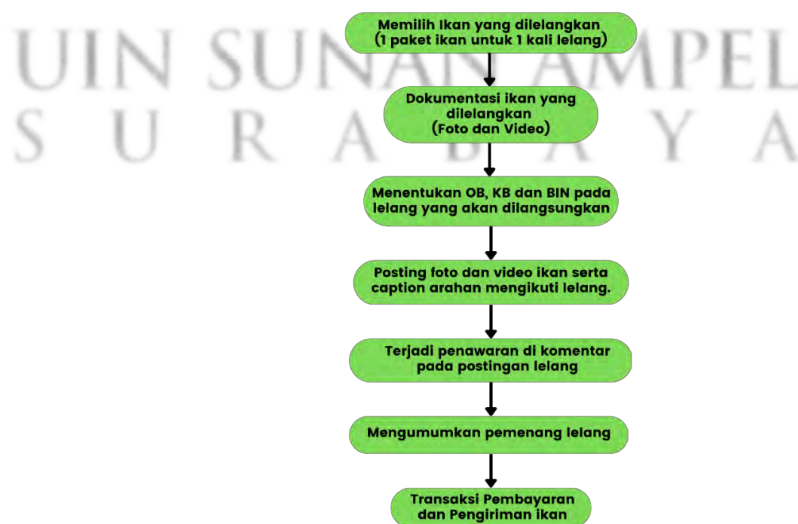 Memilih Ikan yang dilelangkan
(1 paket ikan untuk 1 kali lelang)
UIN SUNAN AMPEL
Dokumentasi ikan yang
dilelangkan
(Foto dan Video)
S U R A B A Y A
Menentukan OB, KB dan BIN pada
lelang yang akan dilangsungkan
Posting foto dan video ikan serta
caption arahan mengikuti lelang.
Terjadi penawaran di komentar
pada postingan lelang
Mengumumkan pemenang lelang
Transaksi Pembayaran
dan Pengiriman ikan